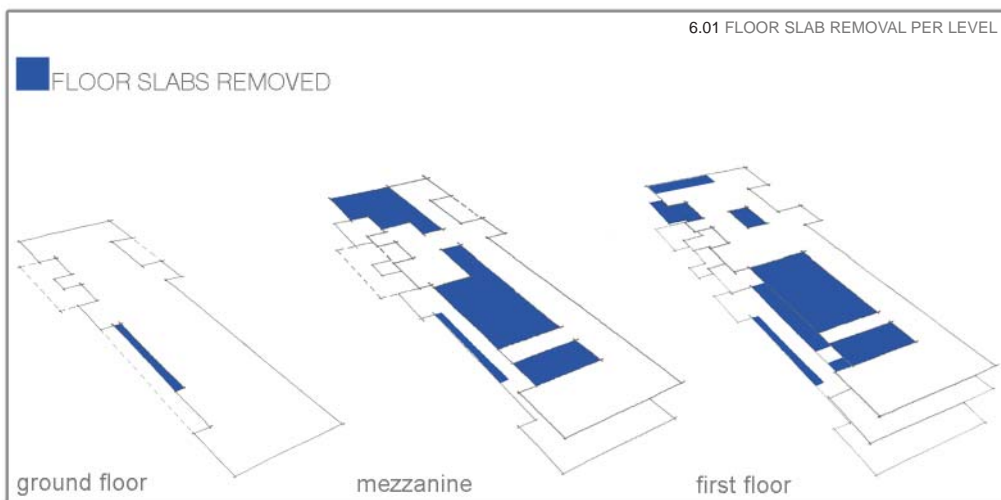 6.01 FLOOR SLAB REMOVAL PER LEVEL
FLOOR SLABS REMOVED
ground floor
mezzanine
first floor